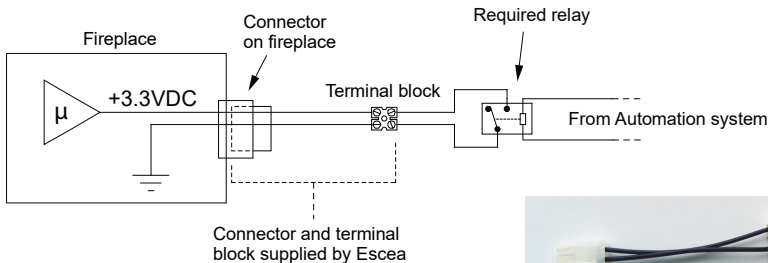 Required relay
Connector
on fireplace
Fireplace
+3.3VDC
Terminal block
µ
From Automation system
Connector and terminal
block supplied by Escea